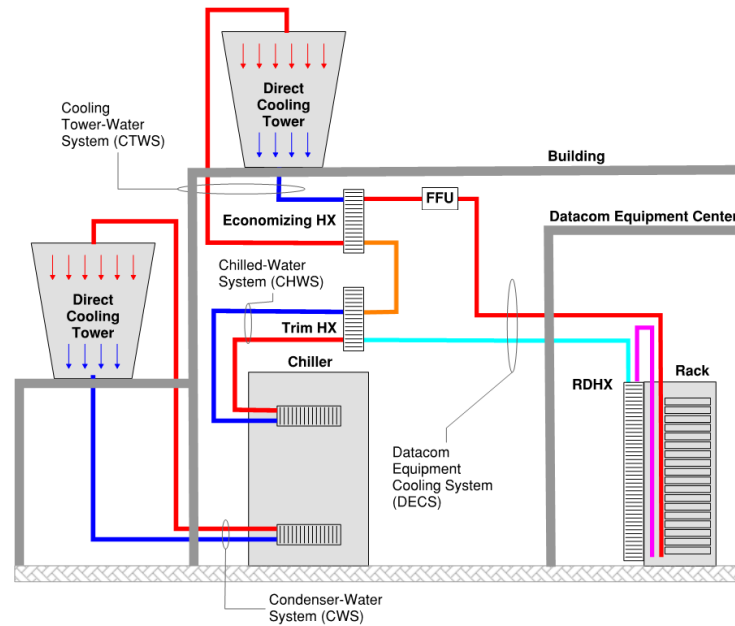 Direct
Cooling
Tower
Cooling
Tower-Water
System (CTWS)
Building
Economizing HX
FFU
Datacom Equipment Center
Direct
Cooling
Tower
Chilled-Water
System (CHWS)
Trim HX
Chiller
RDHX
Rack
Datacom
Equipment
Cooling System
(DECS)
Condenser-Water
System (CWS)